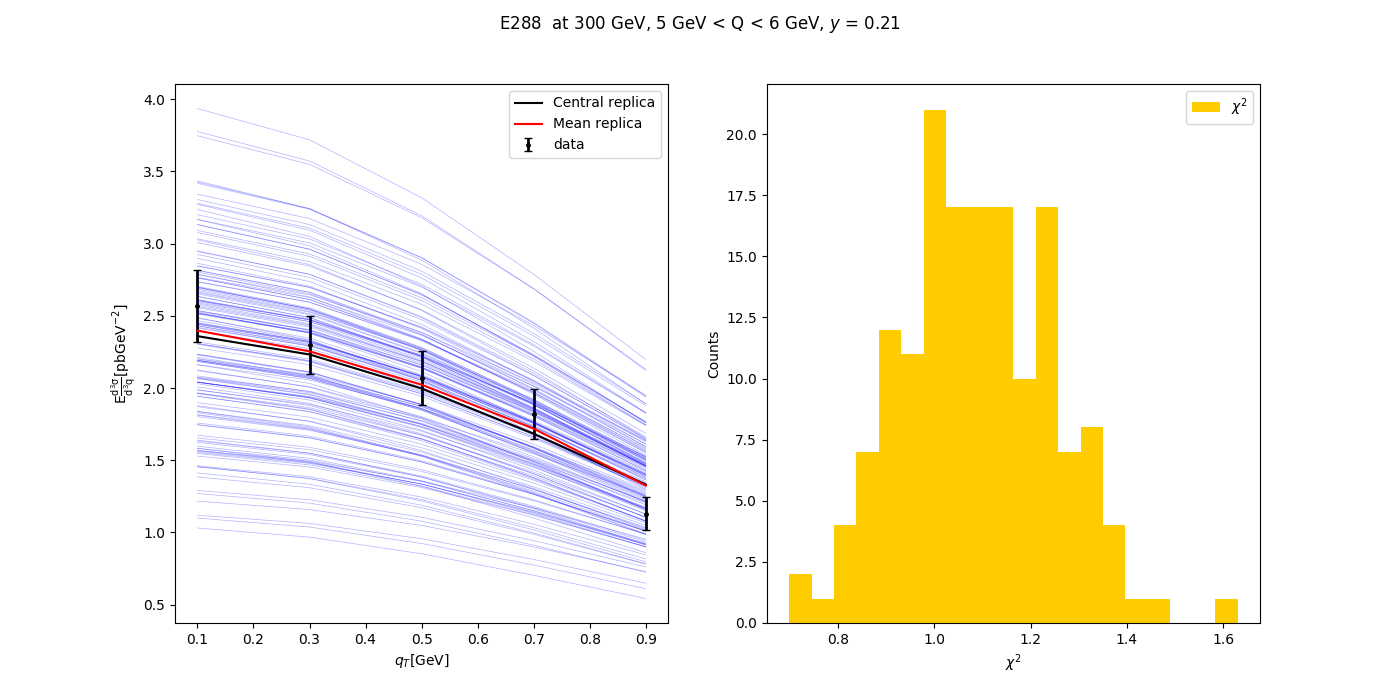 E288  at 300 GeV, 5 GeV < Q < 6 GeV, y = 0.21
4.0
3.5
3.0
2.5
2.0
1.5
1.0
0.5
E d³σ/d³q [pbGeV⁻²]
0.1 0.2 0.3 0.4 0.5 0.6 0.7 0.8 0.9
q_T[GeV]
Central replica
Mean replica
data
20.0
17.5
15.0
12.5
10.0
7.5
5.0
2.5
0.0
Counts
0.8 1.0 1.2 1.4 1.6
χ²
χ²